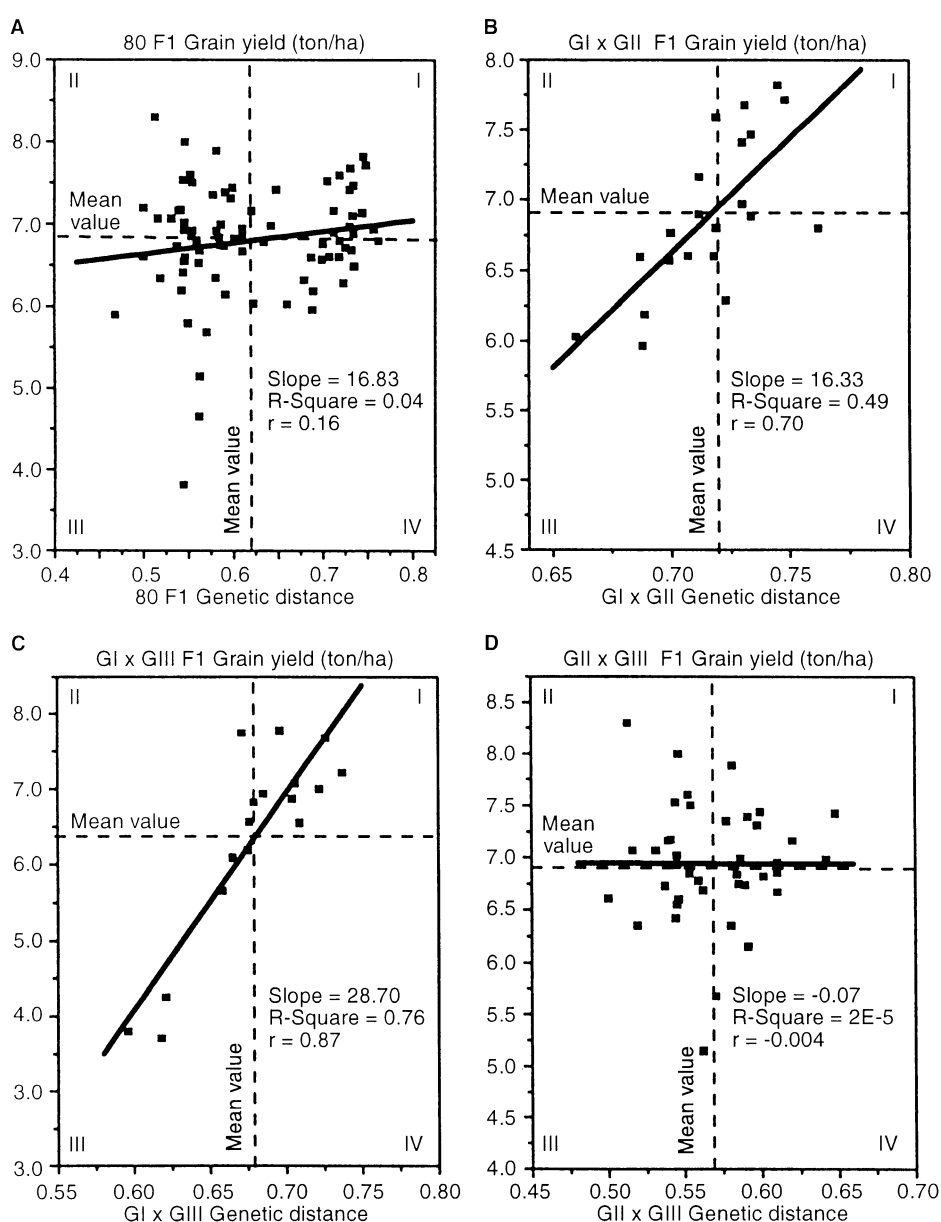 A
80 F1 Grain yield (ton/ha)
9.0
8.0
7.0
6.0
5.0
4.0
3.0
II
I
III
IV
Mean
value
Mean value
Slope = 16.83
R-Square = 0.04
r = 0.16
0.4 0.5 0.6 0.7 0.8
80 F1 Genetic distance
B
GI x GII F1 Grain yield (ton/ha)
8.0
7.5
7.0
6.5
6.0
5.5
5.0
4.5
II
I
III
IV
Mean value
Mean value
Slope = 16.33
R-Square = 0.49
r = 0.70
0.65 0.70 0.75 0.80
GI x GII Genetic distance
C
GI x GIII F1 Grain yield (ton/ha)
8.0
7.0
6.0
5.0
4.0
3.0
3.0
II
I
III
IV
Mean value
Mean value
Slope = 28.70
R-Square = 0.76
r = 0.87
0.55 0.60 0.65 0.70 0.75 0.80
GI x GIII Genetic distance
D
GII x GIII F1 Grain yield (ton/ha)
8.5
8.0
7.5
7.0
6.5
6.0
5.5
5.0
4.5
4.0
II
I
III
IV
Mean
value
Mean value
Slope = -0.07
R-Square = 2E-5
r = -0.004
0.45 0.50 0.55 0.60 0.65 0.70
GII x GIII Genetic distance